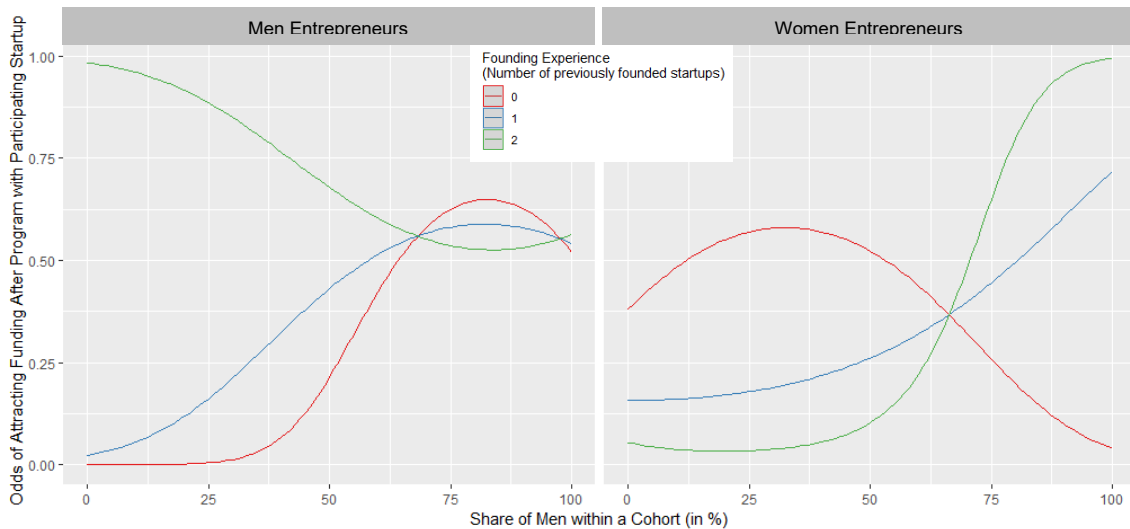 Men Entrepreneurs
Women Entrepreneurs
Founding Experience
(Number of previously founded startups)
0
1
2
Odds of Attracting Funding After Program with Participating Startup
1.00
0.75
0.50
0.25
0.00
0 25 50 75 100
0 25 50 75 100
Share of Men within a Cohort (in %)